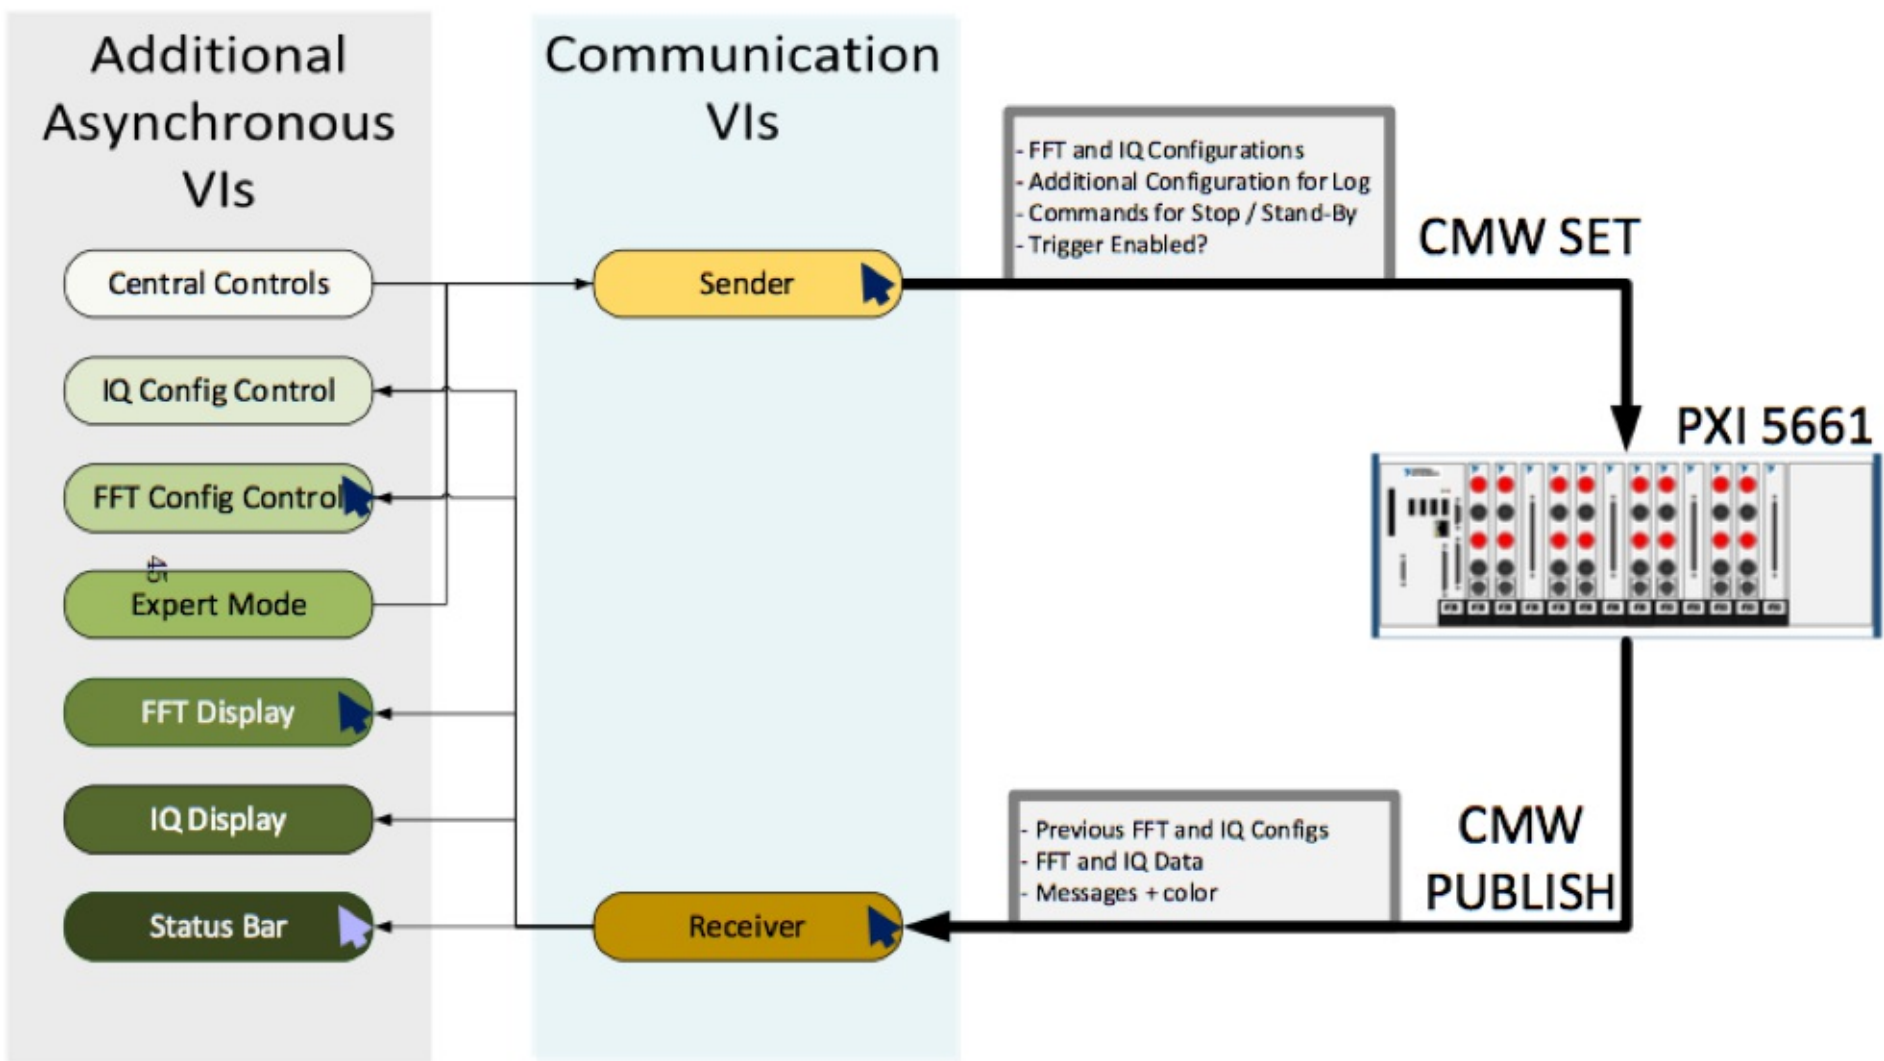 Additional
Asynchronous
VIs
Central Controls
IQ Config Control
FFT Config Control
45
Expert Mode
FFT Display
IQ Display
Status Bar
Communication
VIs
Sender
Receiver
- FFT and IQ Configurations
- Additional Configuration for Log
- Commands for Stop / Stand-By
- Trigger Enabled?
CMW SET
PXI 5661
- Previous FFT and IQ Configs
- FFT and IQ Data
- Messages + color
CMW
PUBLISH